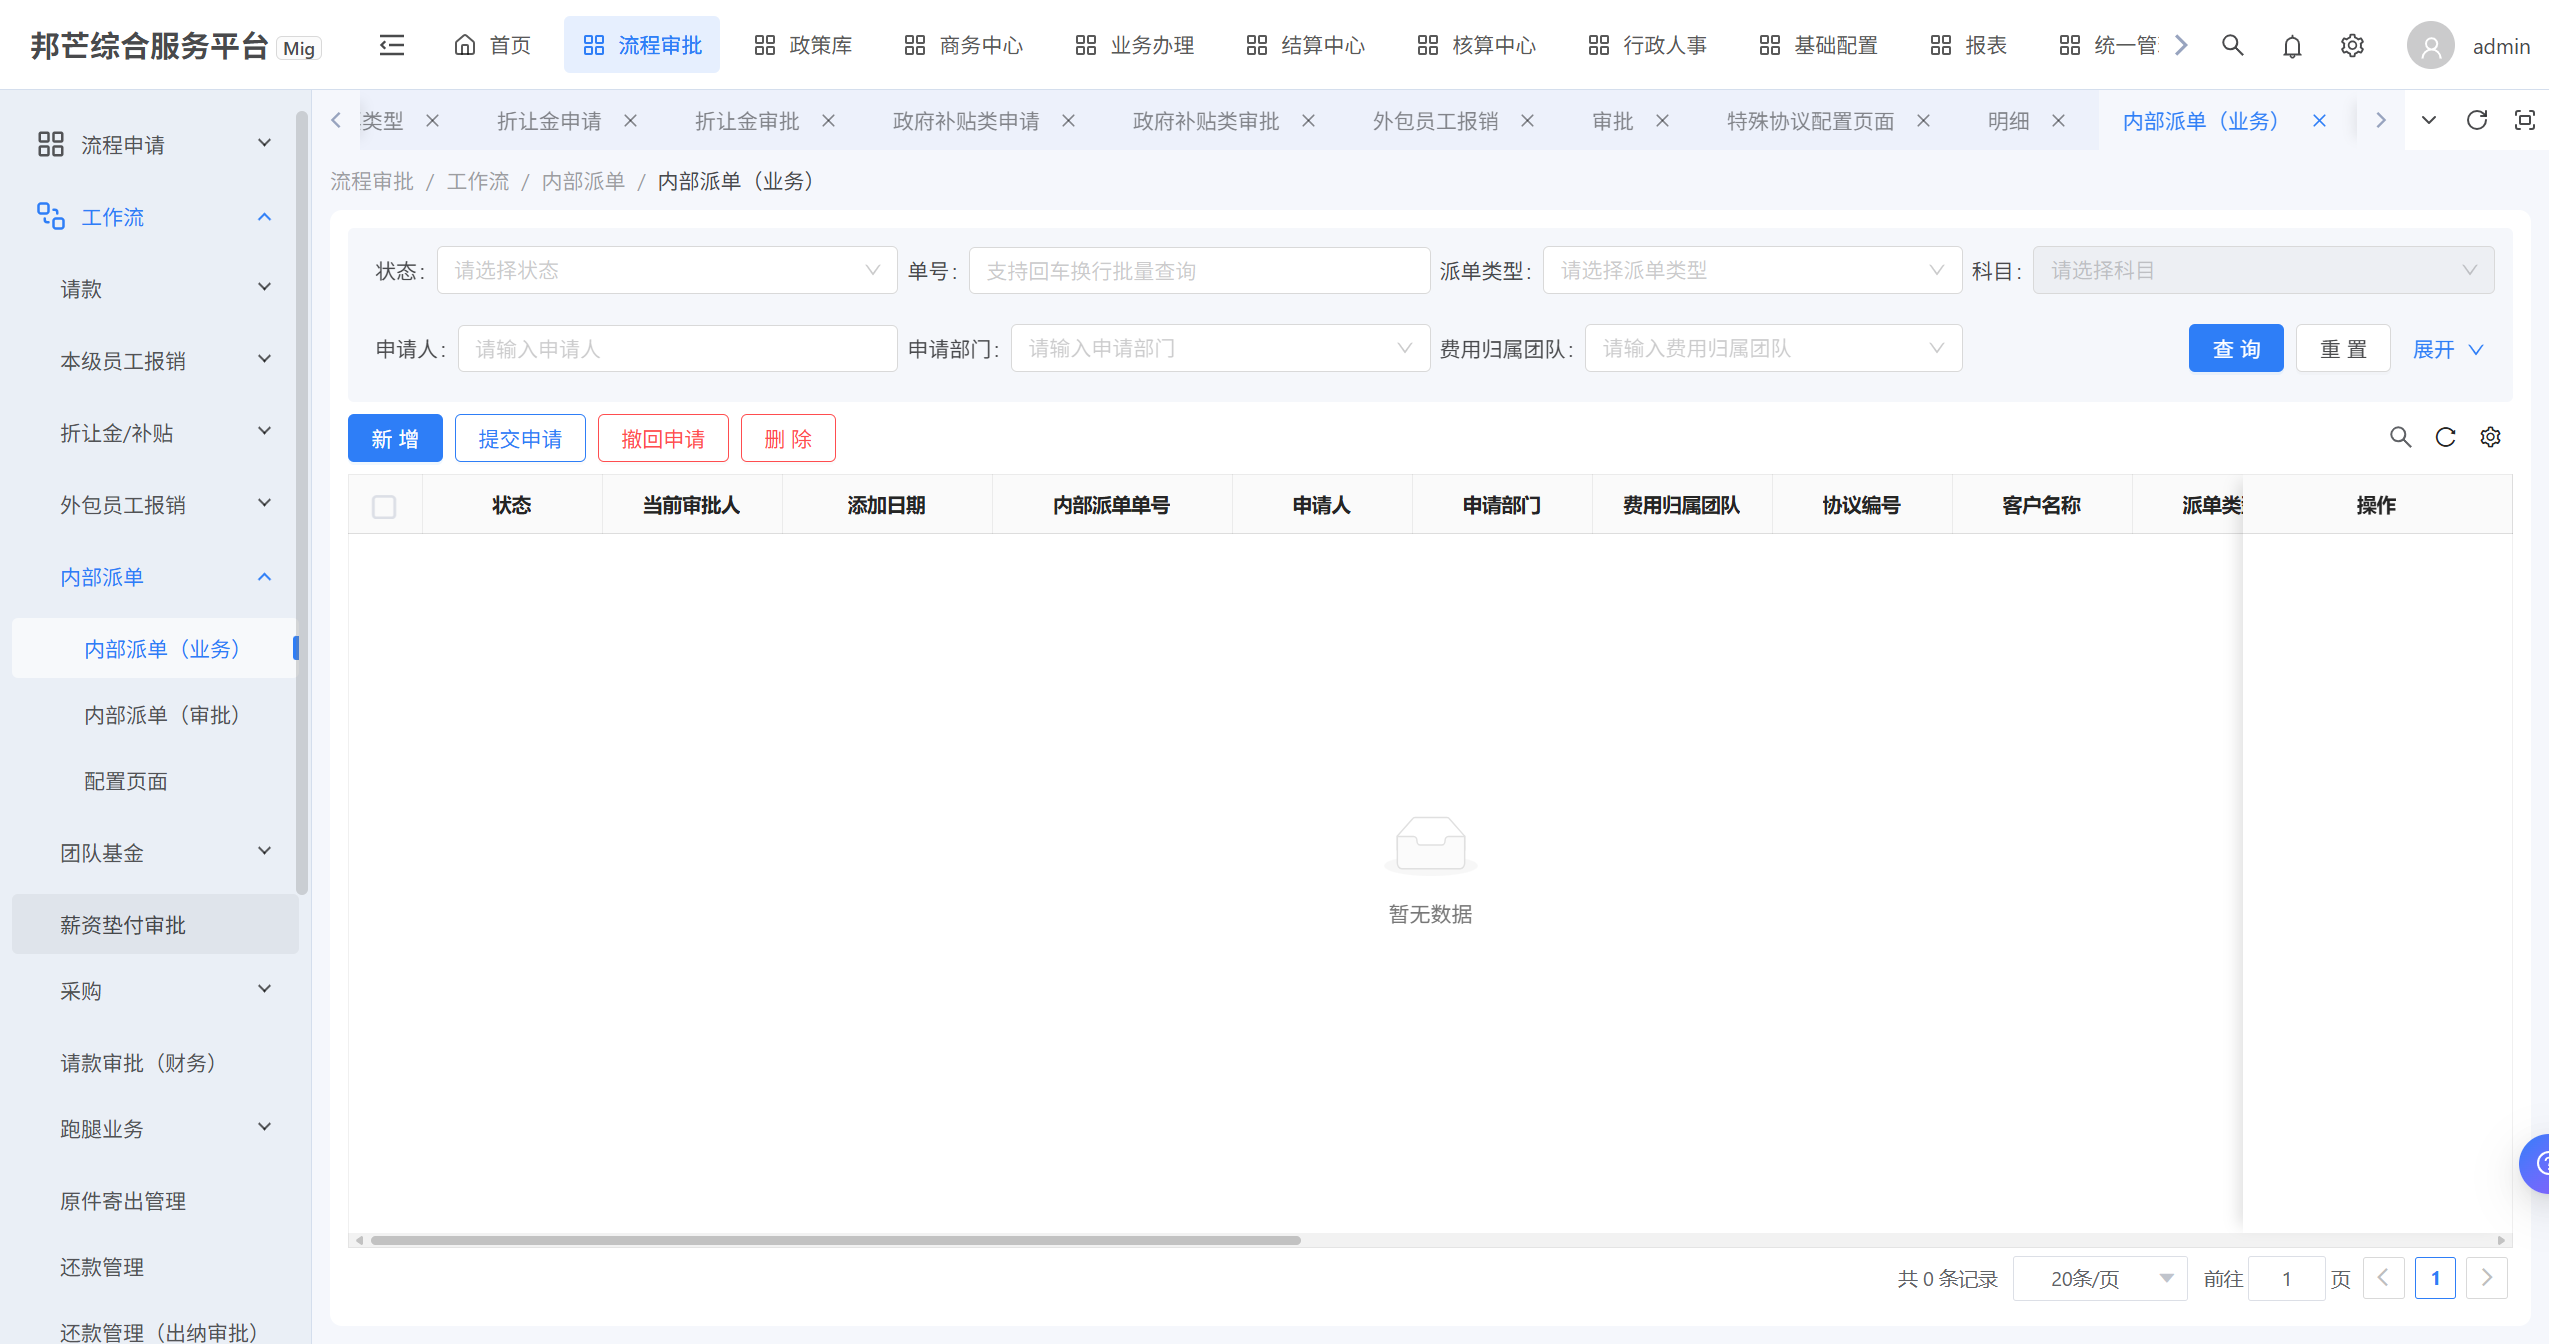 邦芒综合服务平台 Mig
首页 流程审批 政策库 商务中心 业务办理 结算中心 核算中心 行政人事 基础配置 报表 统一管 admin
类型 折让金申请 折让金审批 政府补贴类申请 政府补贴类审批 外包员工报销 审批 特殊协议配置页面 明细 内部派单（业务）
流程审批 / 工作流 / 内部派单 / 内部派单（业务）
流程申请
工作流
请款
本级员工报销
折让金/补贴
外包员工报销
内部派单
内部派单（业务）
内部派单（审批）
配置页面
团队基金
薪资垫付审批
采购
请款审批（财务）
跑腿业务
原件寄出管理
还款管理
还款管理（出纳审批）
状态: 请选择状态 单号: 支持回车换行批量查询 派单类型: 请选择派单类型 科目: 请选择科目
申请人: 请输入申请人 申请部门: 请输入申请部门 费用归属团队: 请输入费用归属团队 查 询 重 置 展开
新 增 提交申请 撤回申请 删 除
状态 当前审批人 添加日期 内部派单单号 申请人 申请部门 费用归属团队 协议编号 客户名称 派单类 操作
暂无数据
共 0 条记录 20条/页 前往 1 页 1